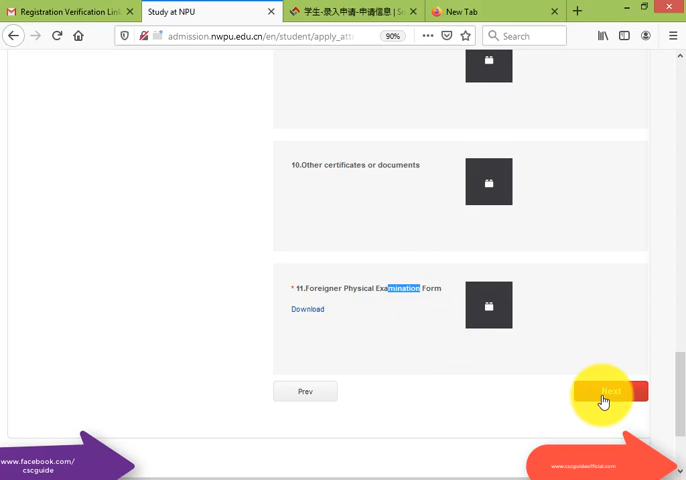 Registration Verification Link
Study at NPU
学生-录入申请-申请信息 | Sn
New Tab
admission.nwpu.edu.cn/en/student/apply_att
90%
Search
10.Other certificates or documents
* 11.Foreigner Physical Examination Form
Download
Prev
Next
www.facebook.com/
cscguide
www.cscguideofficial.com